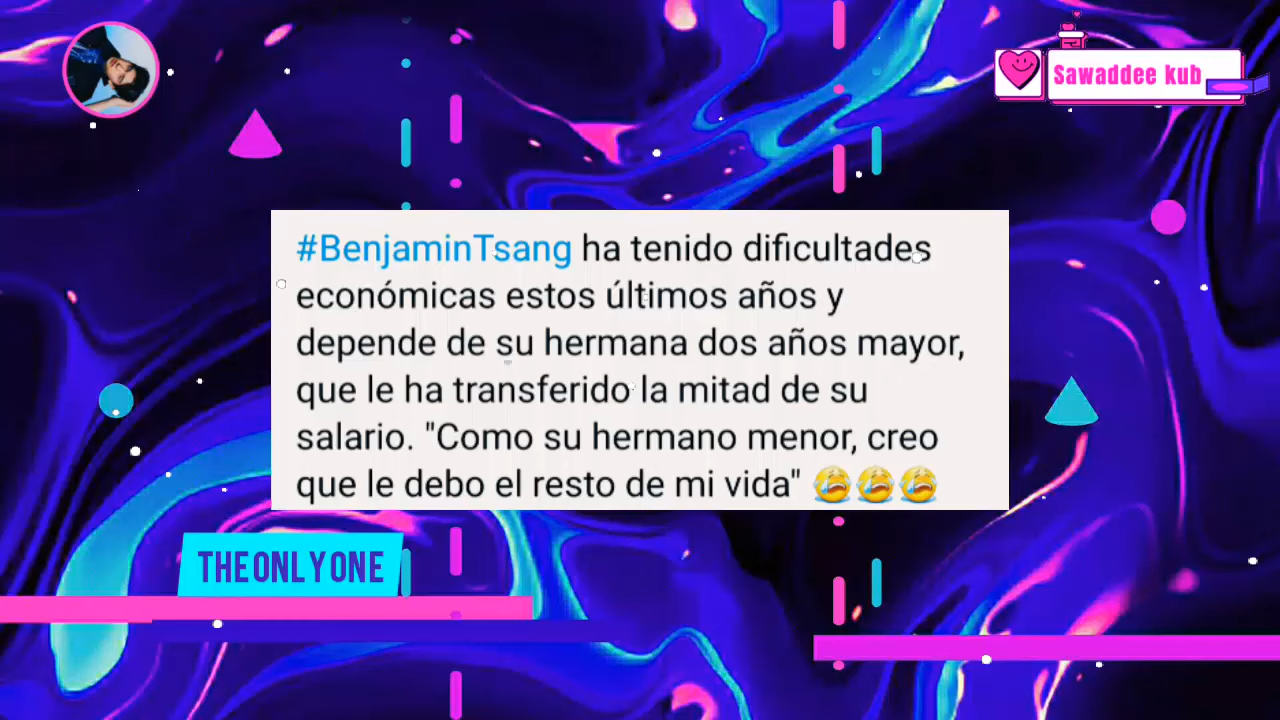 Sawaddee kub
#BenjaminTsang ha tenido dificultades
económicas estos últimos años y
depende de su hermana dos años mayor,
que le ha transferido la mitad de su
salario. "Como su hermano menor, creo
que le debo el resto de mi vida" 😭😭😭
THE ONLY ONE